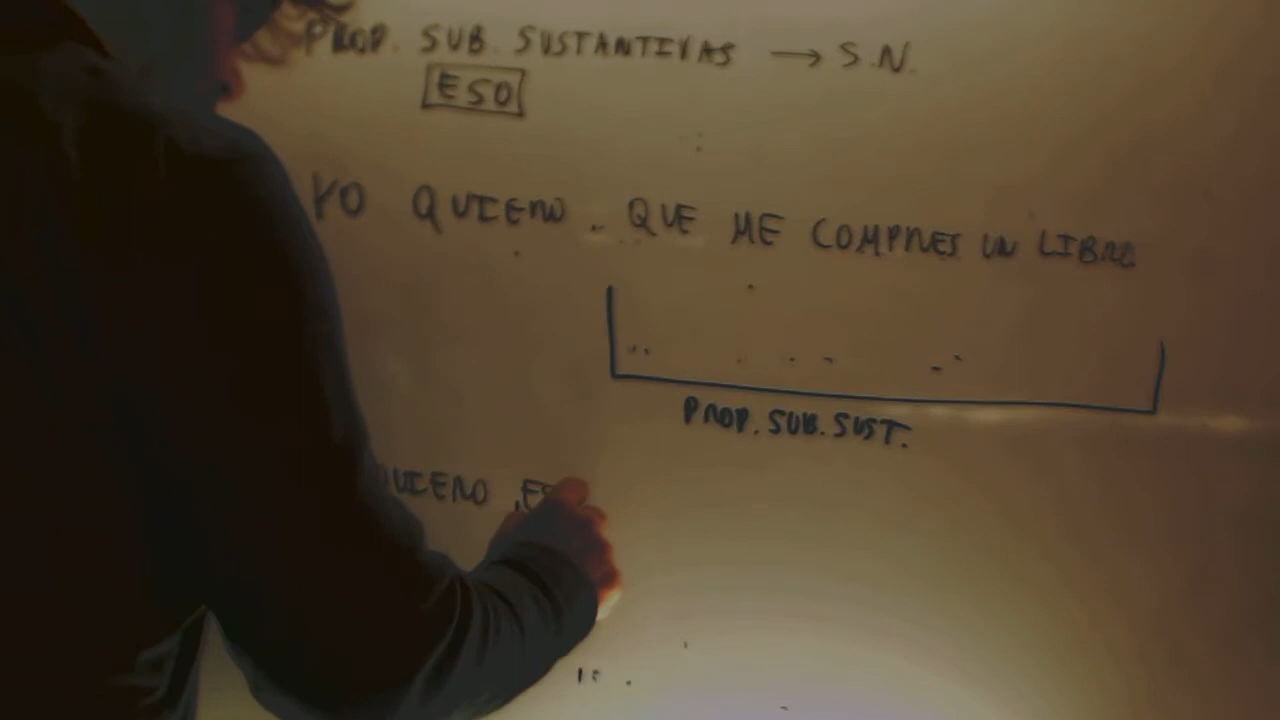 PROP. SUB. SUSTANTIVAS → S.N.
ESO
YO QUIERO QUE ME COMPRES UN LIBRO
PROP. SUB. SUST.
QUIERO